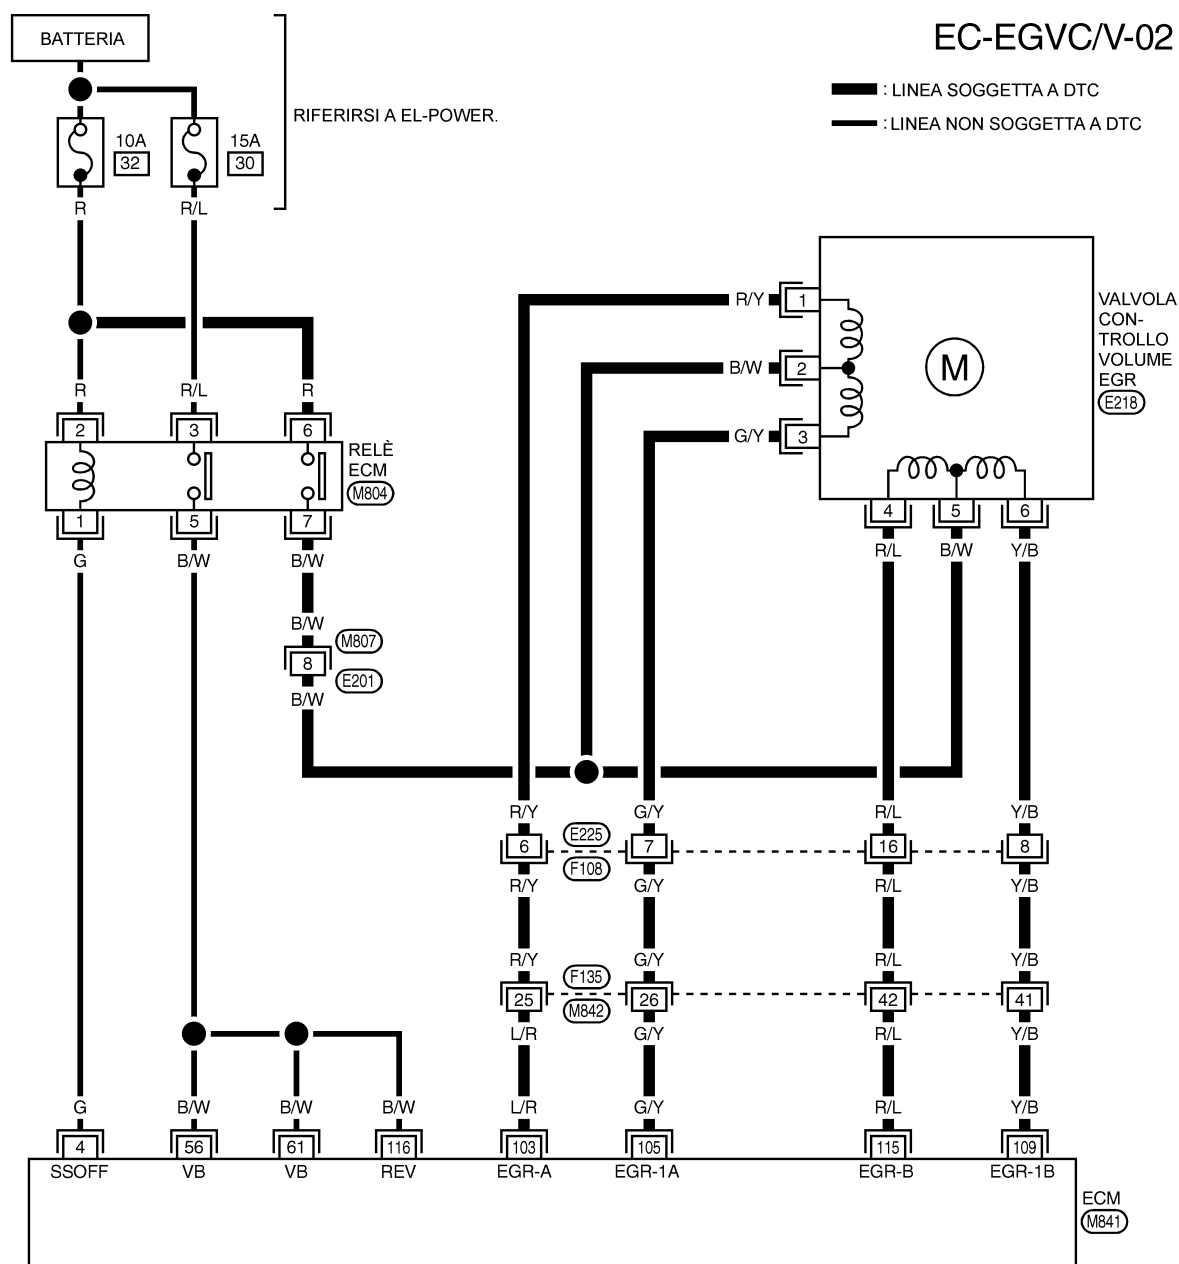 EC-EGVC/V-02
BATTERIA
: LINEA SOGGETTA A DTC
: LINEA NON SOGGETTA A DTC
RIFERIRSI A EL-POWER.
10A
32
15A
30
R
R/L
R/Y
1
B/W
2
G/Y
3
M
VALVOLA
CON-
TROLLO
VOLUME
EGR
E218
R
R/L
R
2
3
6
RELÈ
ECM
M804
1
5
7
G
B/W
B/W
4
5
6
R/L
B/W
Y/B
B/W
M807
8
E201
B/W
R/Y
G/Y
R/L
Y/B
6
E225
7
16
8
F108
R/Y
G/Y
R/L
Y/B
R/Y
G/Y
R/L
Y/B
25
F135
26
42
41
M842
L/R
G/Y
R/L
Y/B
G
B/W
B/W
B/W
L/R
G/Y
R/L
Y/B
4
56
61
116
103
105
115
109
SSOFF
VB
VB
REV
EGR-A
EGR-1A
EGR-B
EGR-1B
ECM
M841